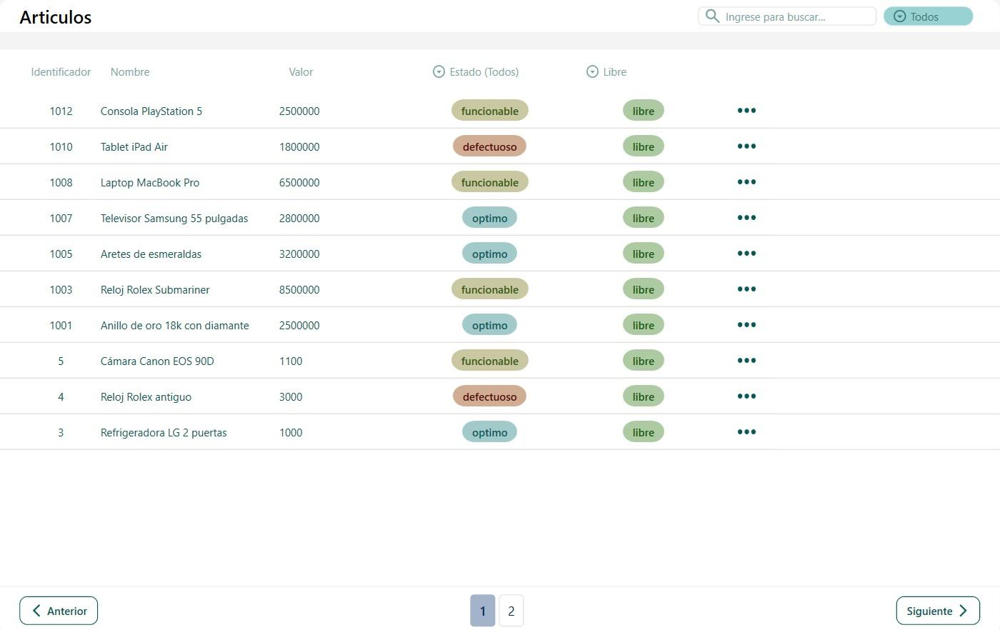 Articulos
Ingrese para buscar...
Todos
Identificador Nombre Valor Estado (Todos) Libre
1012 Consola PlayStation 5 2500000 funcionable libre
1010 Tablet iPad Air 1800000 defectuoso libre
1008 Laptop MacBook Pro 6500000 funcionable libre
1007 Televisor Samsung 55 pulgadas 2800000 optimo libre
1005 Aretes de esmeraldas 3200000 optimo libre
1003 Reloj Rolex Submariner 8500000 funcionable libre
1001 Anillo de oro 18k con diamante 2500000 optimo libre
5 Cámara Canon EOS 90D 1100 funcionable libre
4 Reloj Rolex antiguo 3000 defectuoso libre
3 Refrigeradora LG 2 puertas 1000 optimo libre
Anterior 1 2 Siguiente